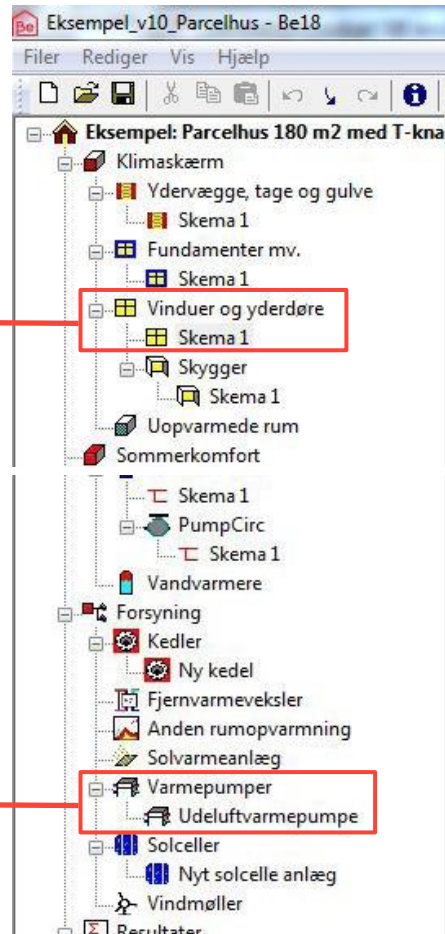 Eksempel_v10_Parcelhus - Be18
Filer Rediger Vis Hjælp
Eksempel: Parcelhus 180 m2 med T-kna
Klimaskærm
Ydervægge, tage og gulve
Skema 1
Fundamenter mv.
Skema 1
Vinduer og yderdøre
Skema 1
Skygger
Skema 1
Uopvarmede rum
Sommerkomfort
Skema 1
PumpCirc
Skema 1
Vandvarmere
Forsyning
Kedler
Ny kedel
Fjernvarmeveksler
Anden rumopvarmning
Solvarmeanlæg
Varmepumper
Udeluftvarmepumpe
Solceller
Nyt solcelle anlæg
Vindmøller
Resultater